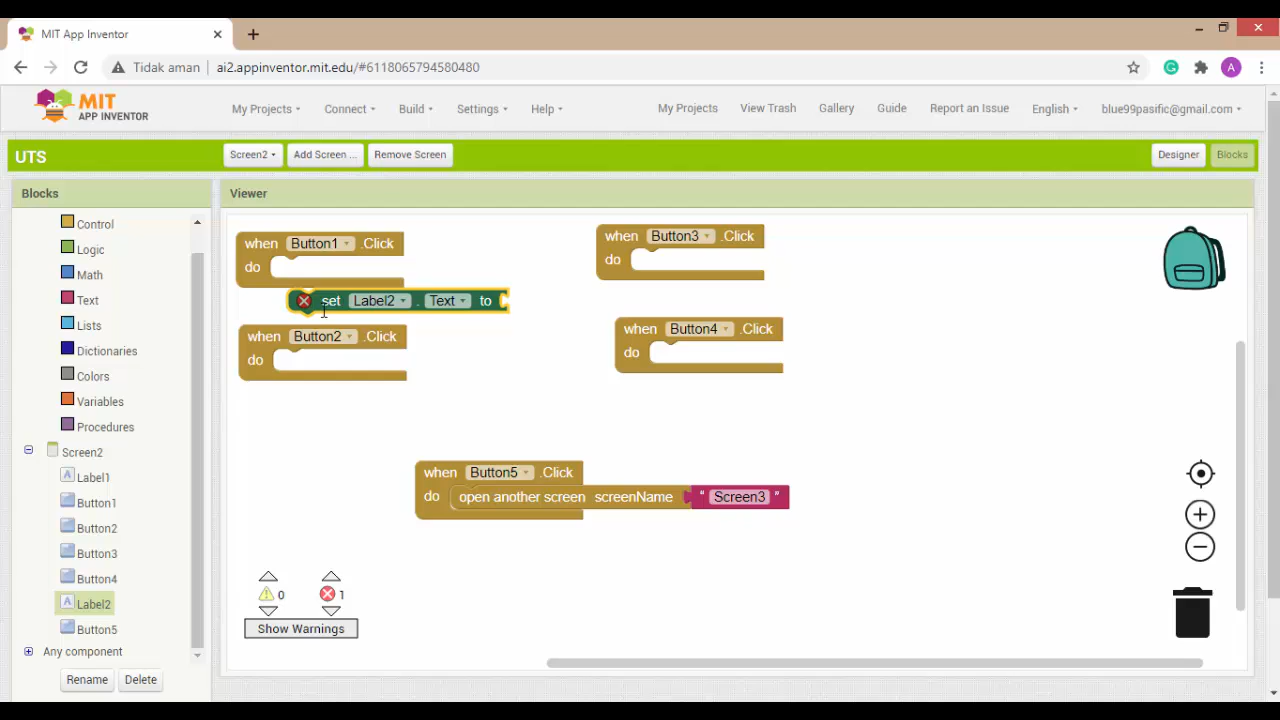 MIT App Inventor
Tidak aman
ai2.appinventor.mit.edu/#6118065794580480
A
MIT
APP INVENTOR
My Projects
Connect
Build
Settings
Help
My Projects
View Trash
Gallery
Guide
Report an Issue
English
blue99pasific@gmail.com
UTS
Screen2
Add Screen ...
Remove Screen
Designer
Blocks
Blocks
Viewer
Control
Logic
Math
Text
Lists
Dictionaries
Colors
Variables
Procedures
Screen2
A Label1
Button1
Button2
Button3
Button4
A Label2
Button5
Any component
Rename
Delete
when Button1 .Click
do
set Label2 . Text to
when Button2 .Click
do
when Button3 .Click
do
when Button4 .Click
do
when Button5 .Click
do open another screen screenName “ Screen3 ”
0
1
Show Warnings